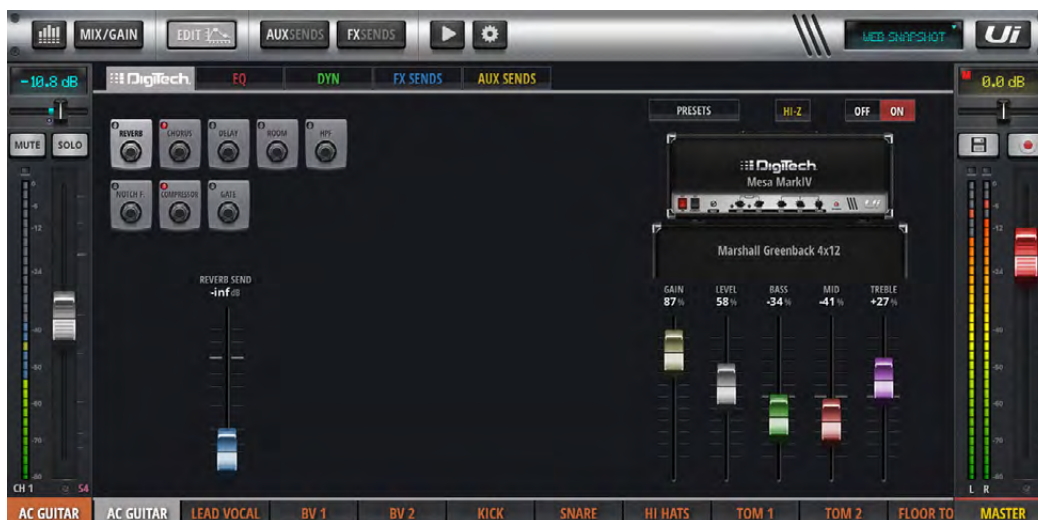 MIX/GAIN EDIT AUXSENDS FXSENDS WEB SNAPSHOT Ui
-10.8 dB DigiTech EQ DYN FX SENDS AUX SENDS 0.0 dB
PRESETS HI-Z OFF ON
MUTE SOLO
REVERB CHORUS DELAY ROOM HPF
DigiTech
Mesa MarkIV
NOTCH F. COMPRESSOR GATE
Marshall Greenback 4x12
REVERB SEND
-inf dB
GAIN LEVEL BASS MID TREBLE
87 % 58 % -34 % -41 % +27 %
CH 1 S4 L R
AC GUITAR AC GUITAR LEAD VOCAL BV 1 BV 2 KICK SNARE HI HATS TOM 1 TOM 2 FLOOR TO MASTER